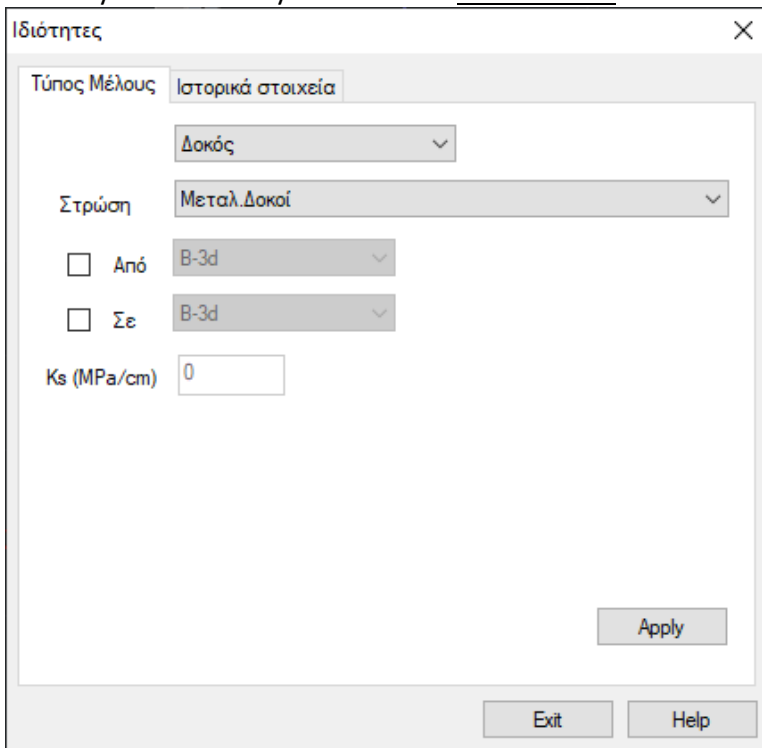 Ιδιότητες
Τύπος Μέλους Ιστορικά στοιχεία
Δοκός
Στρώση Μεταλ.Δοκοί
Από B-3d
Σε B-3d
Ks (MPa/cm) 0
Apply
Exit Help